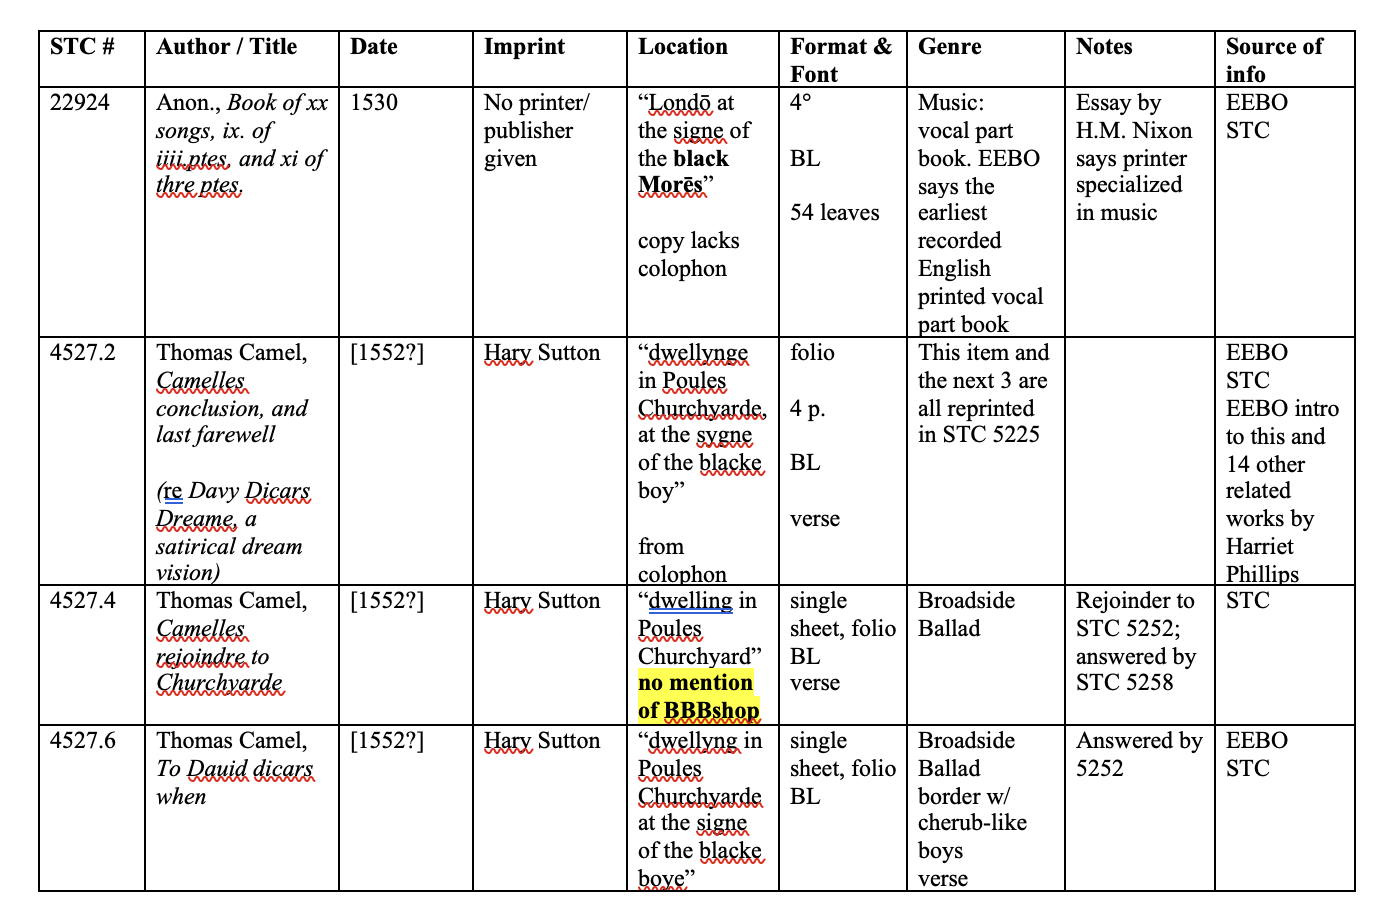 STC #
Author / Title
Date
Imprint
Location
Format &
Font
Genre
Notes
Source of
info
22924
Anon., Book of xx
songs, ix. of
iiii.ptes, and xi of
thre ptes.
1530
No printer/
publisher
given
“Londō at
the signe of
the black
Morēs”
copy lacks
colophon
4°
BL
54 leaves
Music:
vocal part
book. EEBO
says the
earliest
recorded
English
printed vocal
part book
Essay by
H.M. Nixon
says printer
specialized
in music
EEBO
STC
4527.2
Thomas Camel,
Camelles
conclusion, and
last farewell
(re Davy Dicars
Dreame, a
satirical dream
vision)
[1552?]
Hary Sutton
“dwellynge
in Poules
Churchyarde,
at the sygne
of the blacke
boy”
from
colophon
folio
4 p.
BL
verse
This item and
the next 3 are
all reprinted
in STC 5225
EEBO
STC
EEBO intro
to this and
14 other
related
works by
Harriet
Phillips
4527.4
Thomas Camel,
Camelles
rejoindre to
Churchyarde
[1552?]
Hary Sutton
“dwelling in
Poules
Churchyard”
no mention
of BBBshop
single
sheet, folio
BL
verse
Broadside
Ballad
Rejoinder to
STC 5252;
answered by
STC 5258
STC
4527.6
Thomas Camel,
To Dauid dicars
when
[1552?]
Hary Sutton
“dwellyng in
Poules
Churchyarde
at the signe
of the blacke
boye”
single
sheet, folio
BL
Broadside
Ballad
border w/
cherub-like
boys
verse
Answered by
5252
EEBO
STC